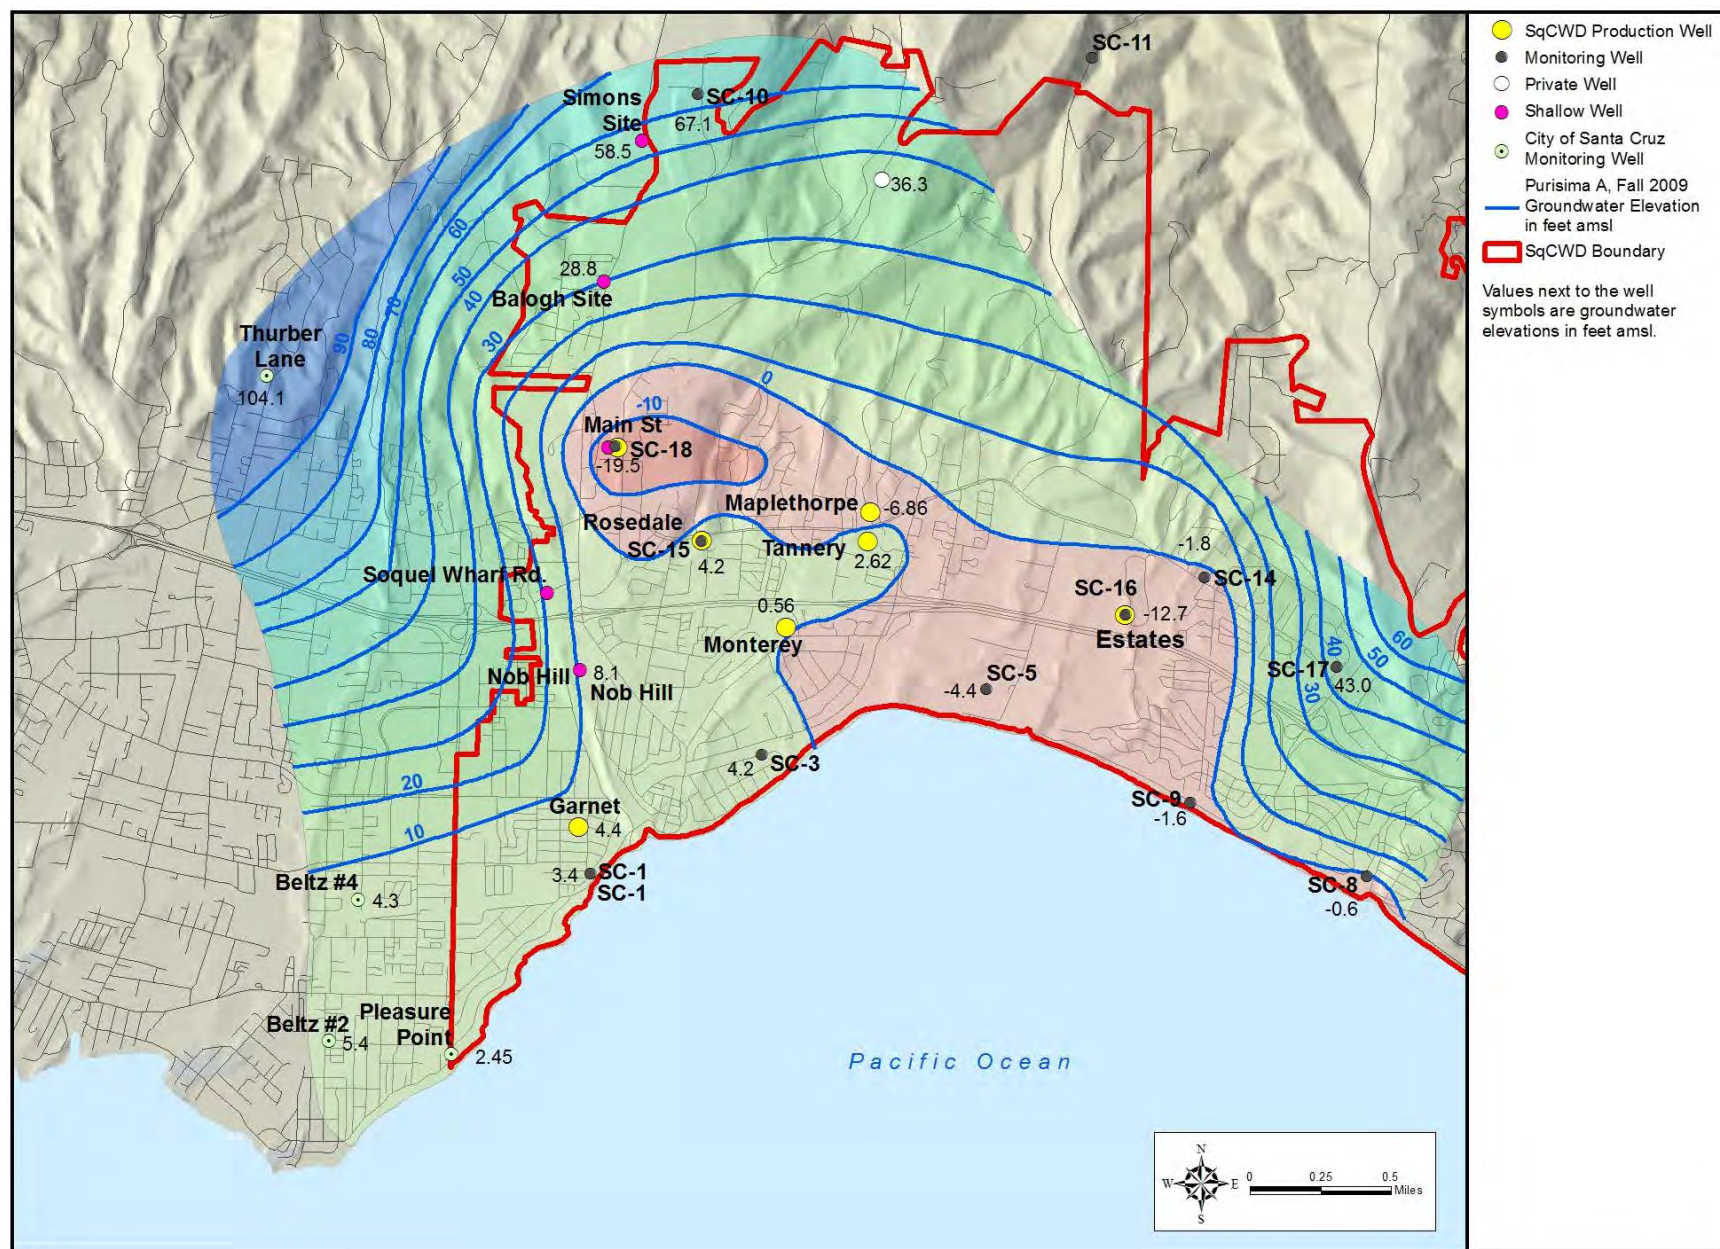 SC-11
SqCWD Production Well
Monitoring Well
Private Well
Shallow Well
City of Santa Cruz
Monitoring Well
Purisima A, Fall 2009
Groundwater Elevation
in feet amsl
SqCWD Boundary
Values next to the well
symbols are groundwater
elevations in feet amsl.
Simons
Site
58.5
SC-10
67.1
36.3
60
50
40
30
70
80
90
28.8
Balogh Site
Thurber
Lane
104.1
0
-10
Main St
SC-18
-19.5
Maplethorpe
-6.86
Rosedale
SC-15
4.2
Tannery
2.62
-1.8
SC-14
Soquel Wharf Rd.
0.56
Monterey
SC-16
-12.7
Estates
Nob Hill
8.1
Nob Hill
SC-5
-4.4
SC-17
43.0
60
50
40
30
4.2
SC-3
20
10
Garnet
4.4
SC-9
-1.6
3.4
SC-1
SC-1
Beltz #4
4.3
SC-8
-0.6
Beltz #2
5.4
Pleasure
Point
2.45
Pacific Ocean
N
W
E
S
0
0.25
0.5
Miles